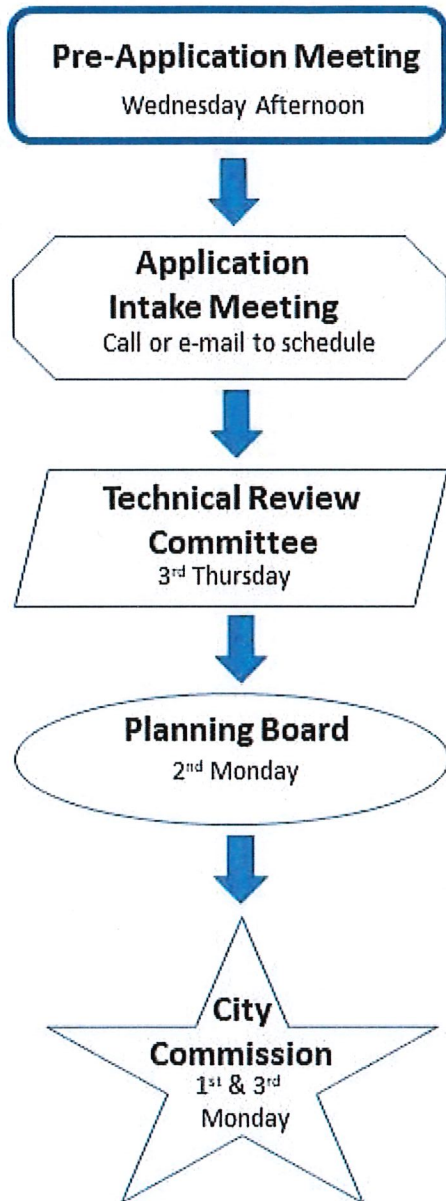 Pre-Application Meeting
Wednesday Afternoon
Application
Intake Meeting
Call or e-mail to schedule
Technical Review
Committee
3rd Thursday
Planning Board
2nd Monday
City
Commission
1st & 3rd
Monday